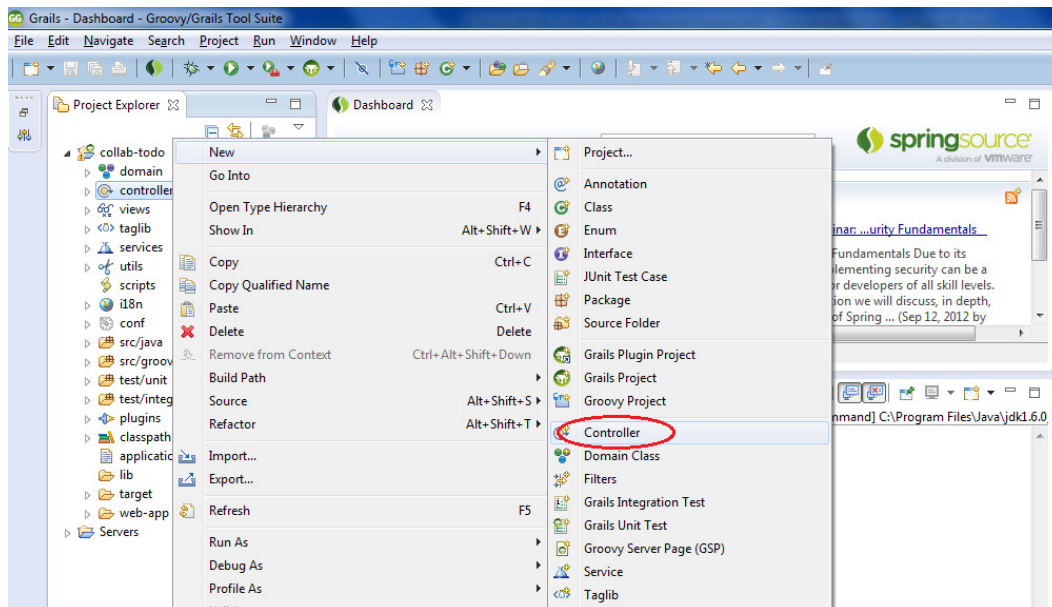 Grails - Dashboard - Groovy/Grails Tool Suite
File Edit Navigate Search Project Run Window Help
Project Explorer
Dashboard
springsource
A division of vmware
collab-todo
domain
controller
views
taglib
services
utils
scripts
i18n
conf
src/java
src/groov
test/unit
test/integ
plugins
classpath
applicatio
lib
target
web-app
Servers
New
Go Into
Open Type Hierarchy F4
Show In Alt+Shift+W
Copy Ctrl+C
Copy Qualified Name
Paste Ctrl+V
Delete Delete
Remove from Context Ctrl+Alt+Shift+Down
Build Path
Source Alt+Shift+S
Refactor Alt+Shift+T
Import...
Export...
Refresh F5
Run As
Debug As
Profile As
Project...
Annotation
Class
Enum
Interface
JUnit Test Case
Package
Source Folder
Grails Plugin Project
Grails Project
Groovy Project
Controller
Domain Class
Filters
Grails Integration Test
Grails Unit Test
Groovy Server Page (GSP)
Service
Taglib
inar: ...urity Fundamentals
Fundamentals Due to its
lementing security can be a
or developers of all skill levels.
ion we will discuss, in depth,
of Spring ... (Sep 12, 2012 by
mmand] C:\Program Files\Java\jdk1.6.0